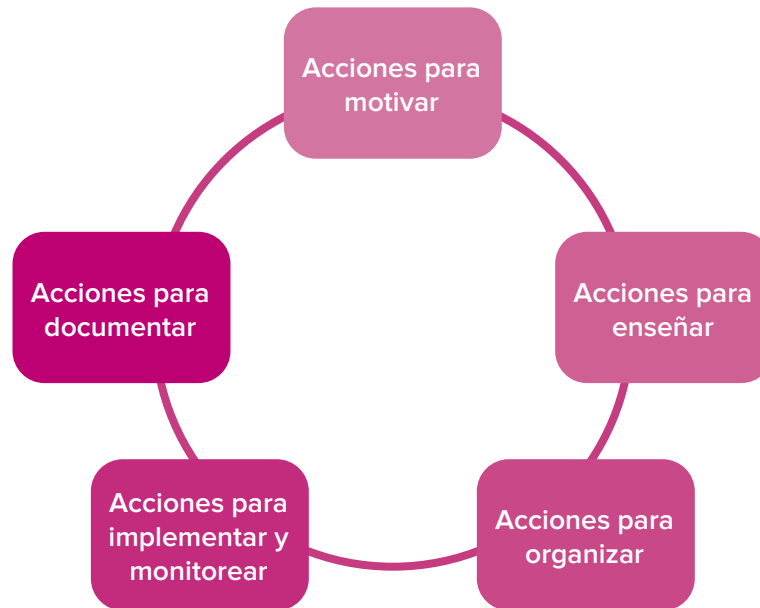 Acciones para
motivar
Acciones para
enseñar
Acciones para
organizar
Acciones para
implementar y
monitorear
Acciones para
documentar